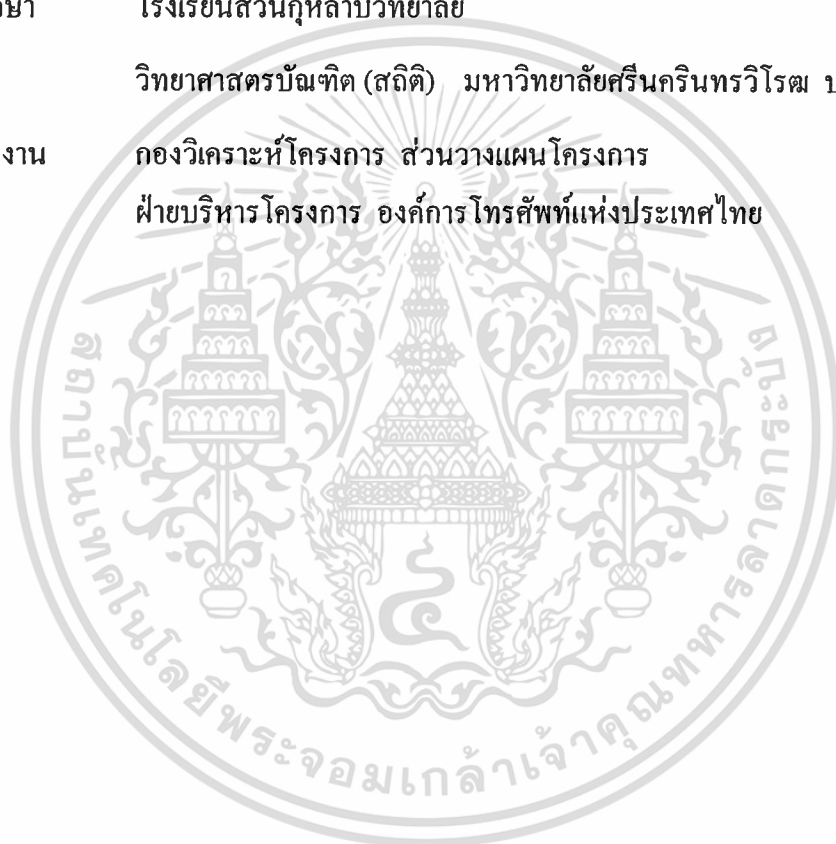 โรงเรียนสวนกุหลาบวิทยาลัย
วิทยาศาสตรบัณฑิต (สถิติ) มหาวิทยาลัยศรีนครินทรวิโรฒ
งาน กองวิเคราะห์โครงการ ส่วนวางแผนโครงการ
ฝ่ายบริหารโครงการ องค์การโทรศัพท์แห่งประเทศไทย
สถาบันเทคโนโลยีพระจอมเกล้าเจ้าคุณทหารลาดกระบัง